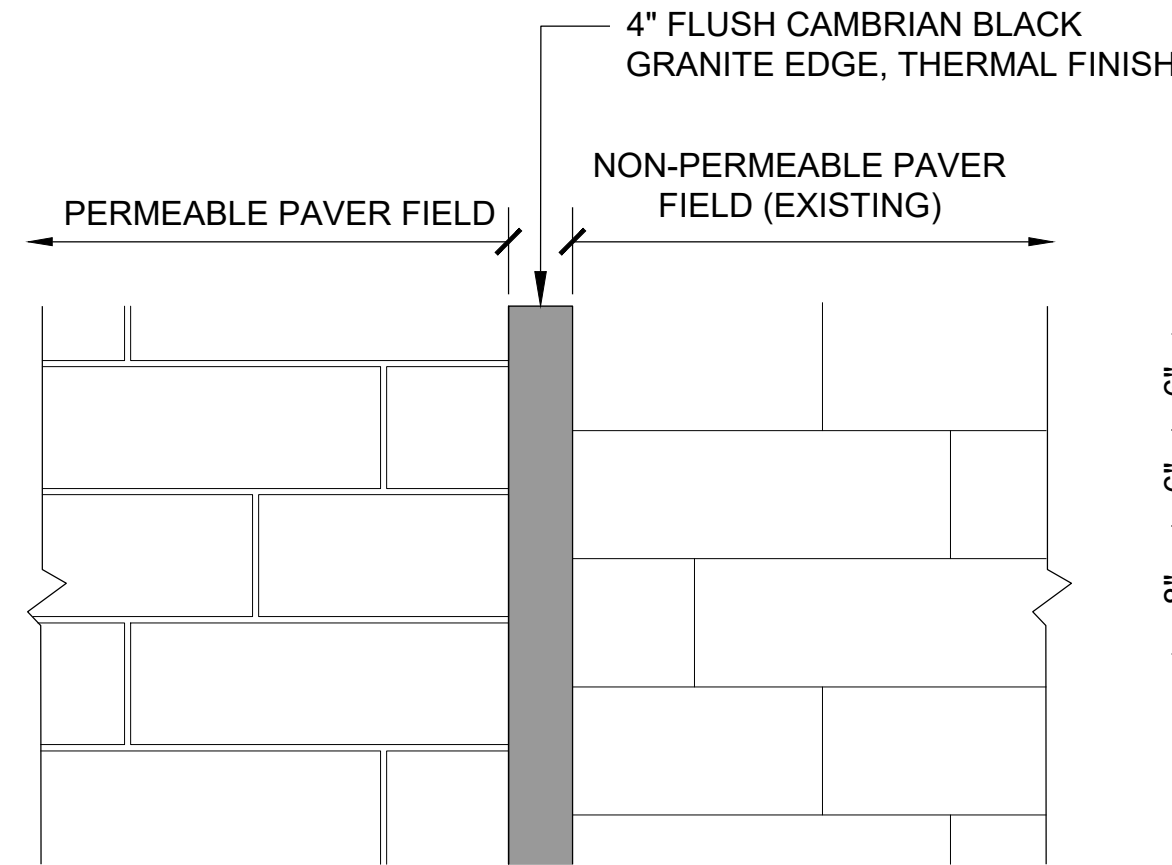 4" FLUSH CAMBRIAN BLACK
GRANITE EDGE, THERMAL FINISH
NON-PERMEABLE PAVER
FIELD (EXISTING)
PERMEABLE PAVER FIELD